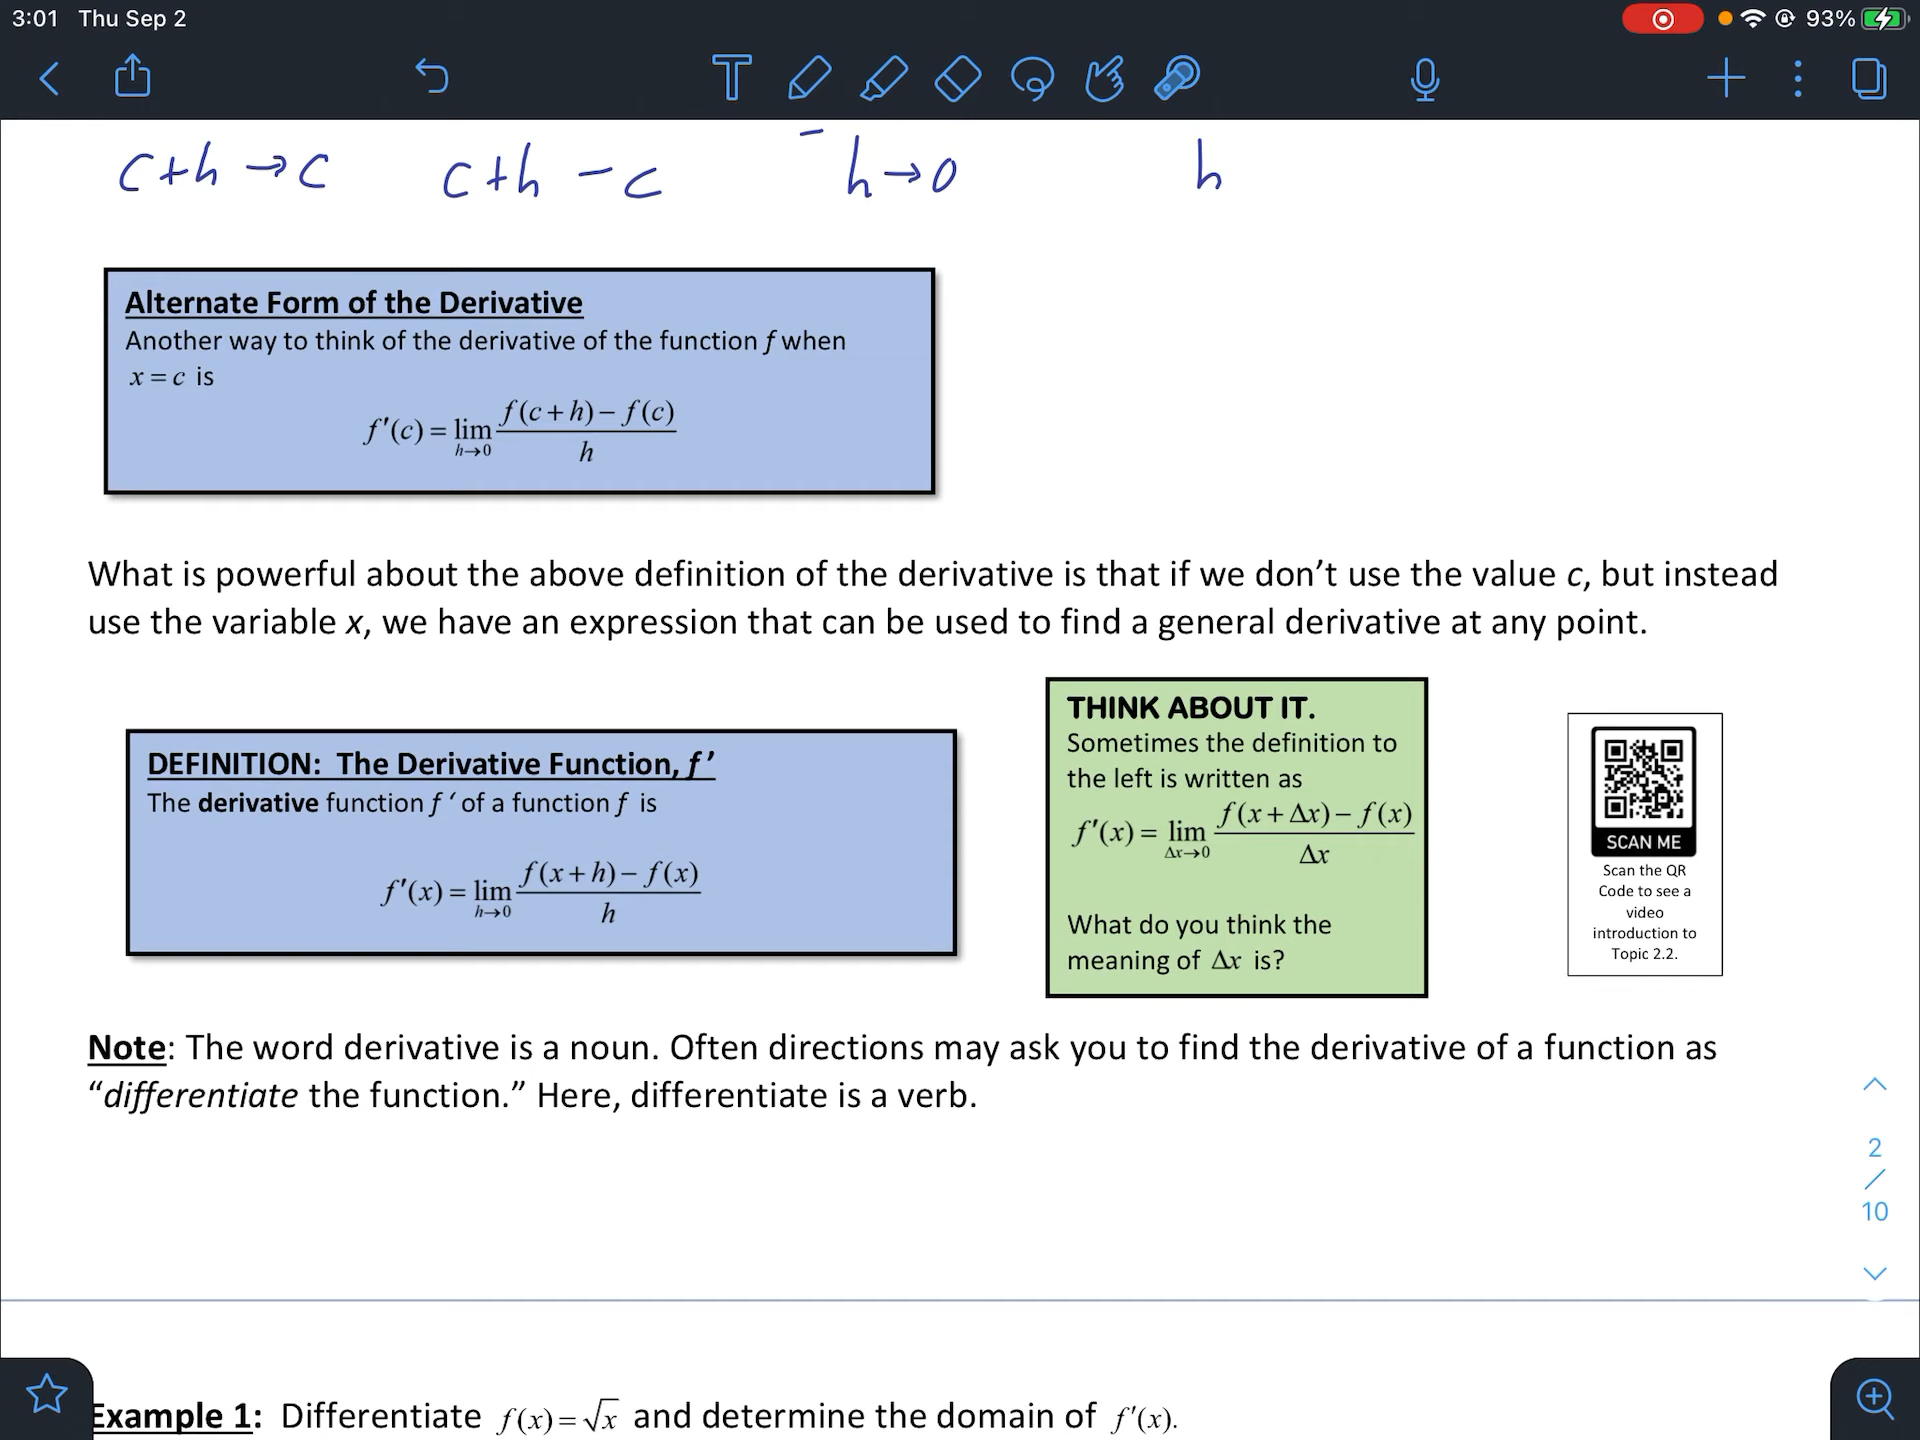 3:01 Thu Sep 2
93%
c+h →c c+h -c h→0 h
Alternate Form of the Derivative
Another way to think of the derivative of the function f when
x = c is
f'(c) = lim h→0 f(c+h) – f(c) / h
What is powerful about the above definition of the derivative is that if we don’t use the value c, but instead
use the variable x, we have an expression that can be used to find a general derivative at any point.
DEFINITION: The Derivative Function, f ’
The derivative function f ‘ of a function f is
f'(x) = lim h→0 f(x+h) – f(x) / h
THINK ABOUT IT.
Sometimes the definition to
the left is written as
f'(x) = lim Δx→0 f(x+Δx) – f(x) / Δx
What do you think the
meaning of Δx is?
SCAN ME
Scan the QR
Code to see a
video
introduction to
Topic 2.2.
Note: The word derivative is a noun. Often directions may ask you to find the derivative of a function as
“differentiate the function.” Here, differentiate is a verb.
2
/
10
Example 1: Differentiate f(x)=√x and determine the domain of f'(x).